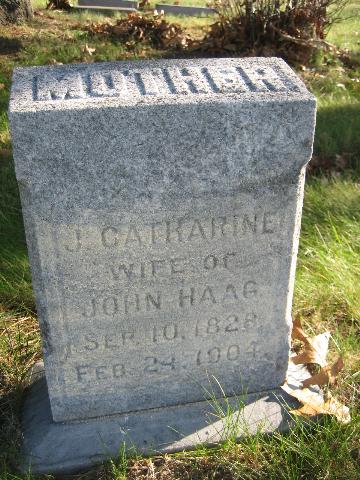 MOTHER
J. CATHARINE
WIFE OF
JOHN HAAG
SEP. 10, 1828,
FEB. 24, 1904.